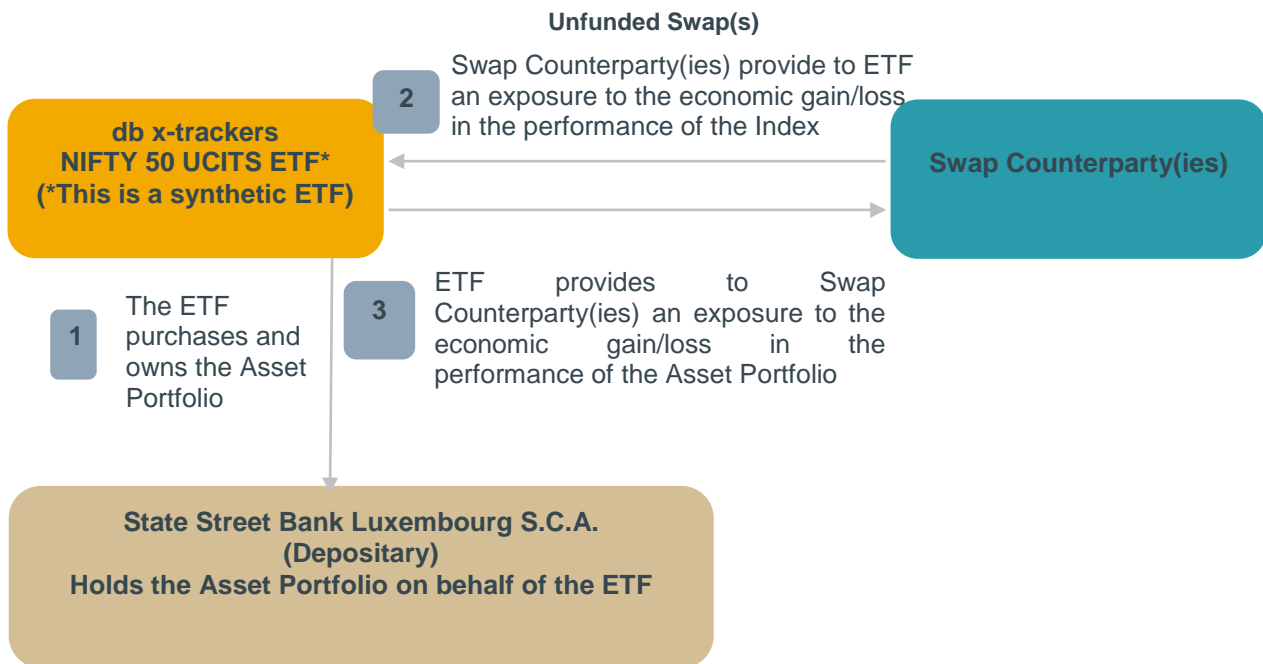 Unfunded Swap(s)
2
Swap Counterparty(ies) provide to ETF
an exposure to the economic gain/loss
in the performance of the Index
db x-trackers
NIFTY 50 UCITS ETF*
(*This is a synthetic ETF)
Swap Counterparty(ies)
1
The ETF
purchases and
owns the Asset
Portfolio
3
ETF provides to Swap
Counterparty(ies) an exposure to the
economic gain/loss in the
performance of the Asset Portfolio
State Street Bank Luxembourg S.C.A.
(Depositary)
Holds the Asset Portfolio on behalf of the ETF